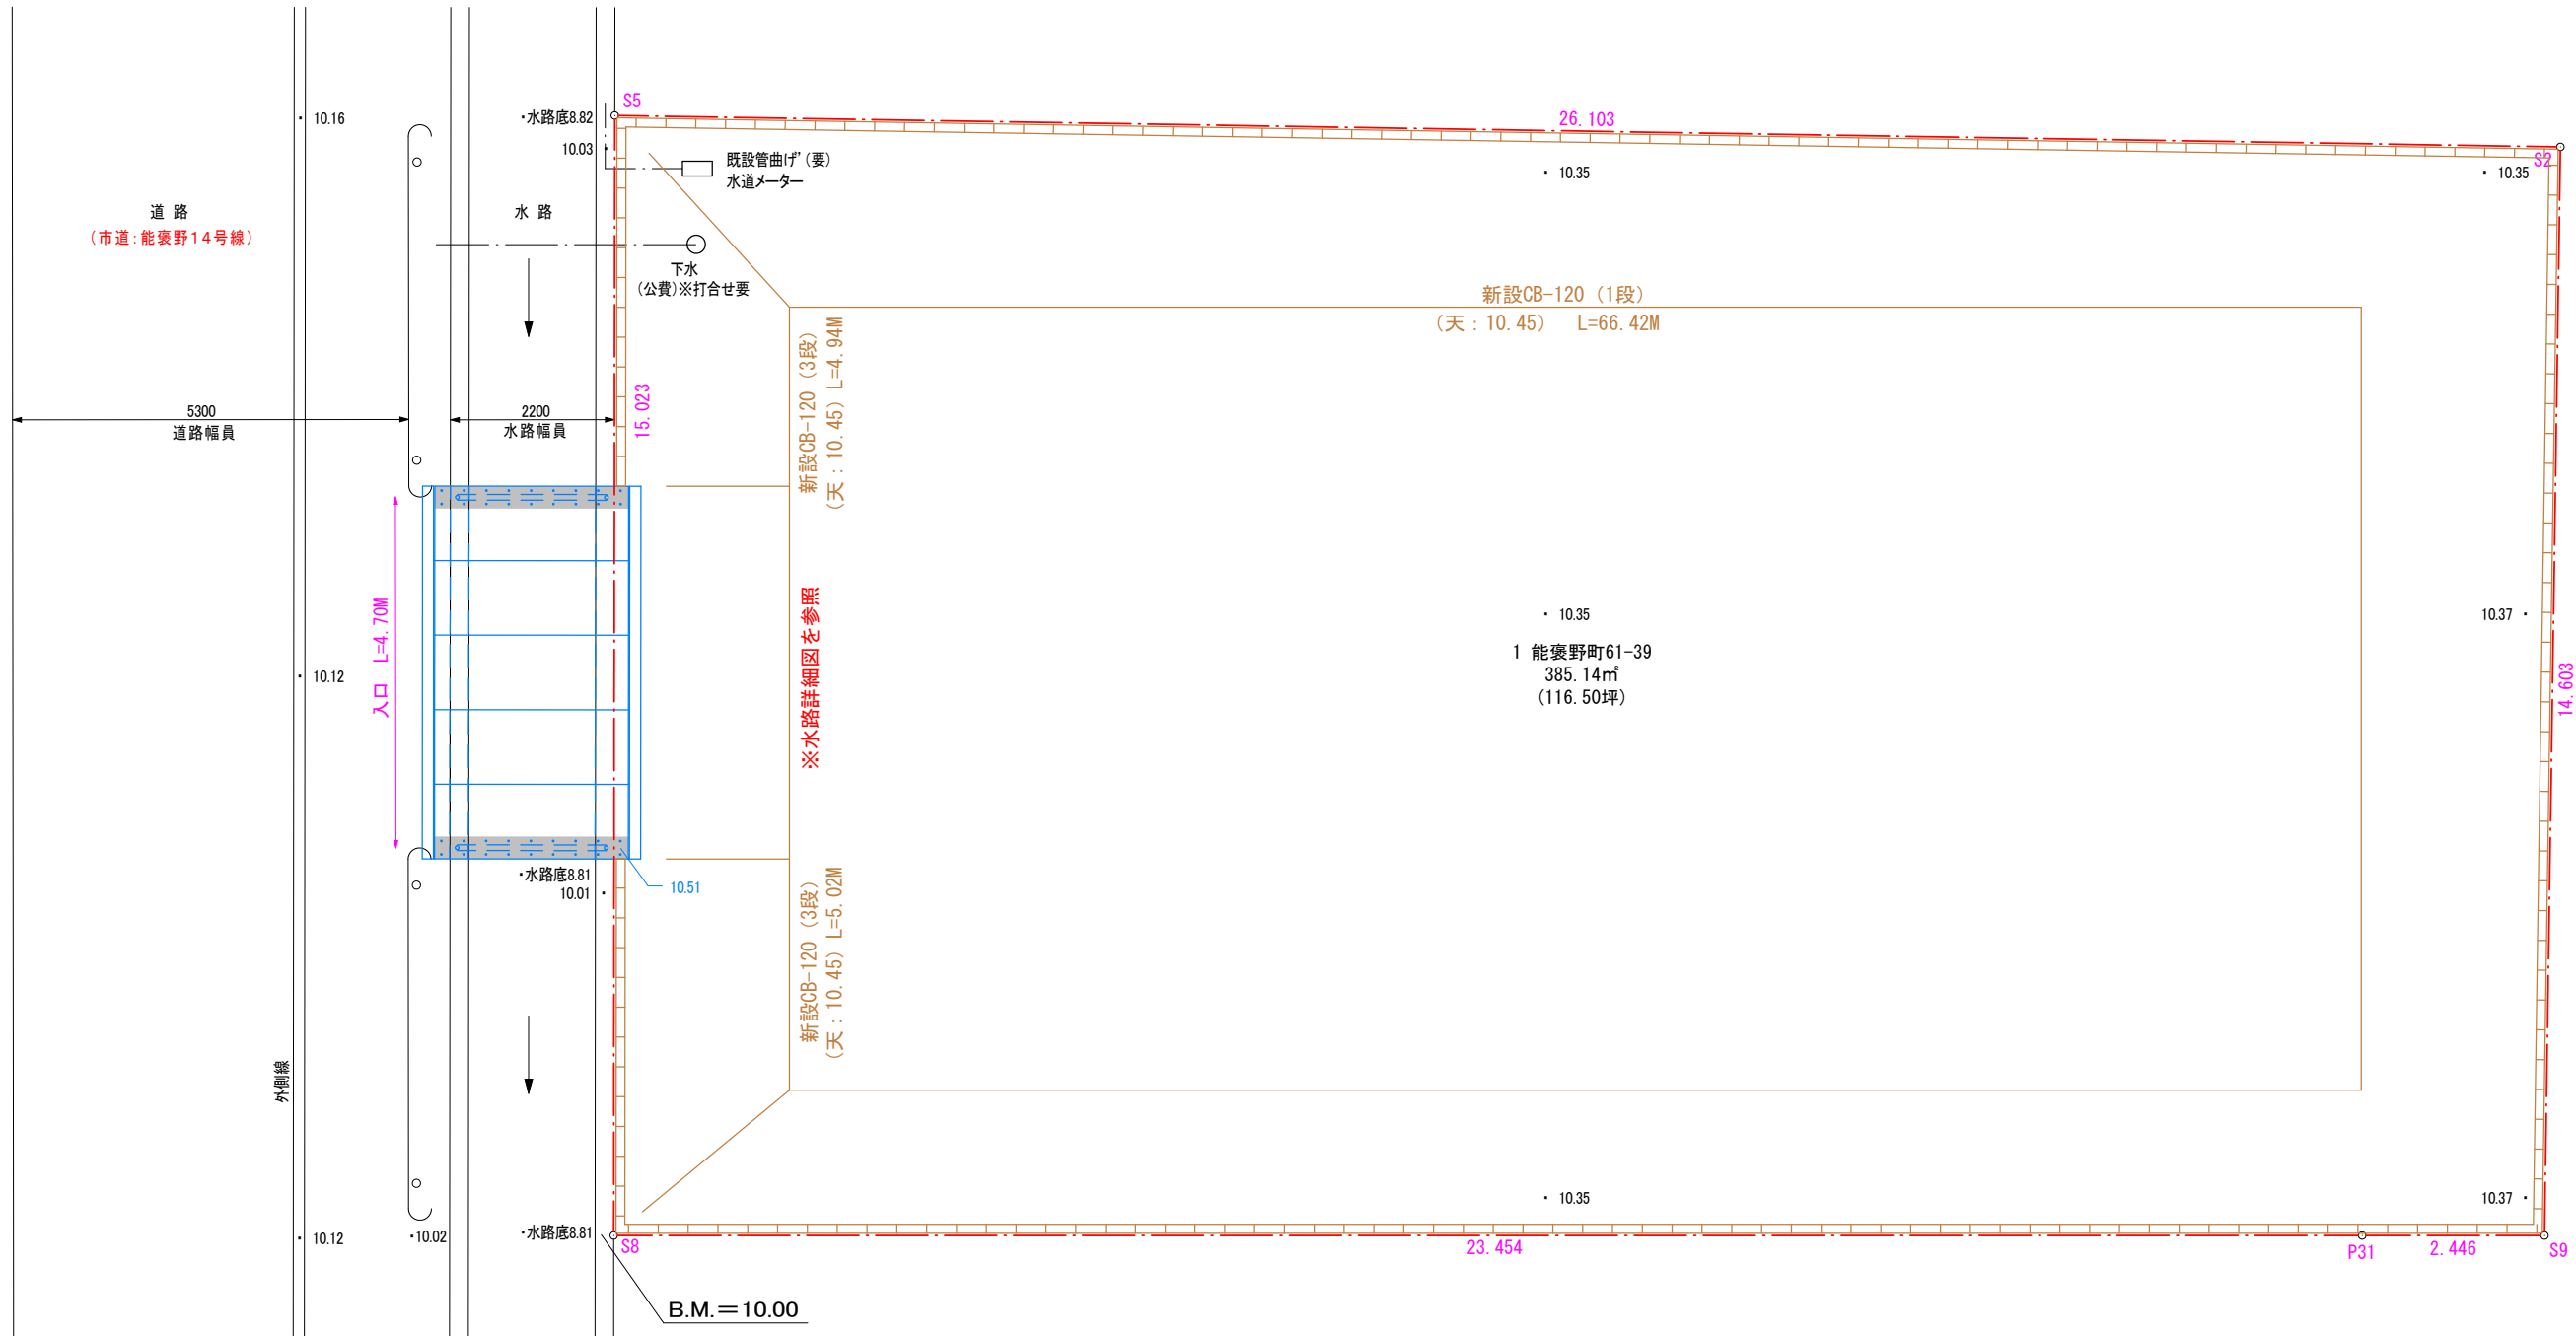 S5
26.103
S2
・水路底8.82
10.16
10.03
既設管曲げ(要)
水道メーター
10.35
10.35
道 路
(市道:能褒野14号線)
水 路
下水
(公費)※打合せ要
新設CB-120 (1段)
(天:10.45) L=66.42M
新設CB-120 (3段)
(天:10.45) L=4.94M
15.023
5300
道路幅員
2200
水路幅員
入口 L=4.70M
※水路詳細図を参照
10.35
10.37
1 能褒野町61-39
385.14㎡
(116.50坪)
14.603
10.12
・水路底8.81
10.01
10.51
新設CB-120 (3段)
(天:10.45) L=5.02M
外側線
10.35
10.37
10.12
・10.02
・水路底8.81
S8
23.454
P31
2.446
S9
B.M.=10.00